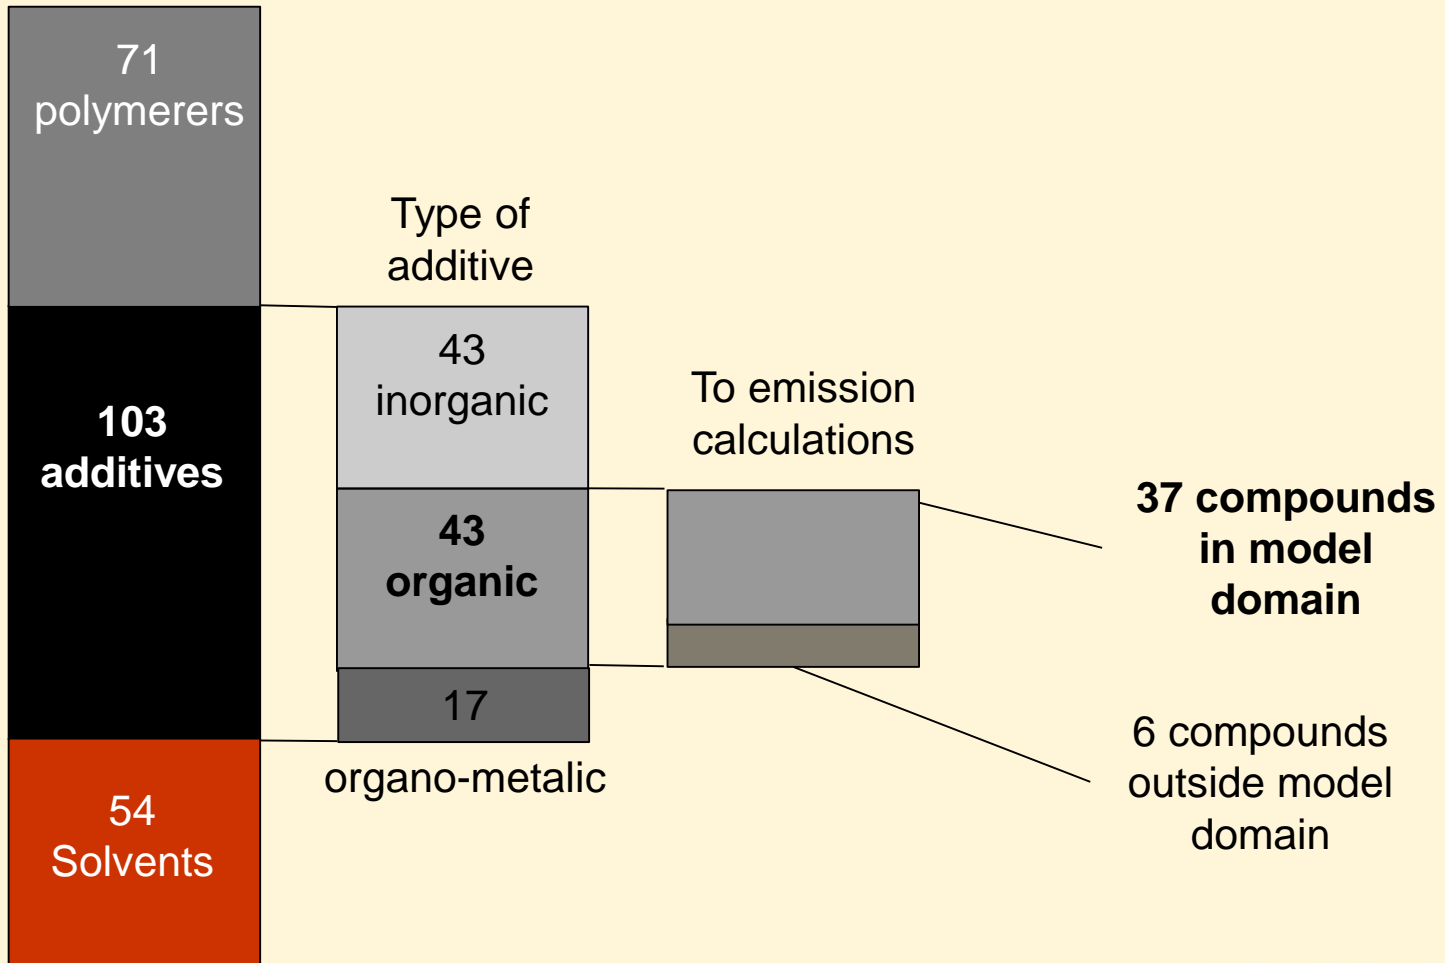 71
polymerers
103
additives
54
Solvents
Type of
additive
43
inorganic
43
organic
17
organo-metalic
To emission
calculations
37 compounds
in model
domain
6 compounds
outside model
domain